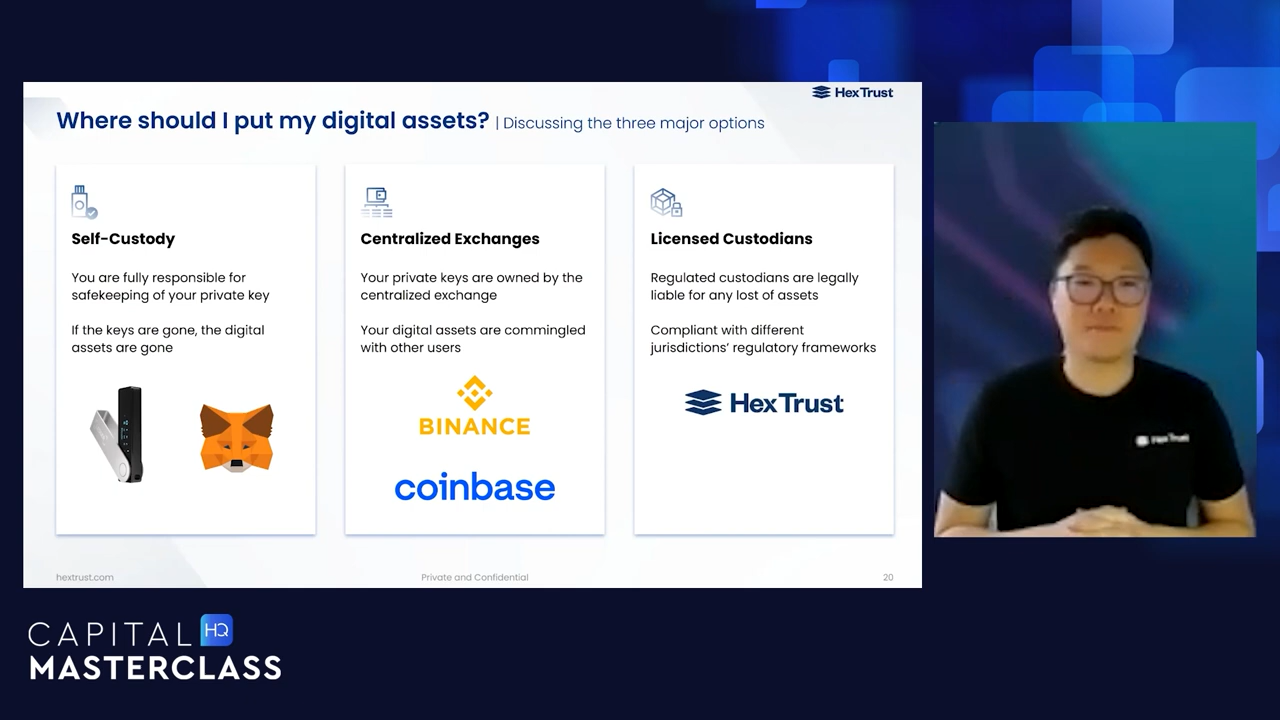 HexTrust
Where should I put my digital assets? | Discussing the three major options
Self-Custody
You are fully responsible for
safekeeping of your private key
If the keys are gone, the digital
assets are gone
Centralized Exchanges
Your private keys are owned by the
centralized exchange
Your digital assets are commingled
with other users
BINANCE
coinbase
Licensed Custodians
Regulated custodians are legally
liable for any lost of assets
Compliant with different
jurisdictions’ regulatory frameworks
HexTrust
hextrust.com
Private and Confidential
20
HexTrust
CAPITAL HQ
MASTERCLASS